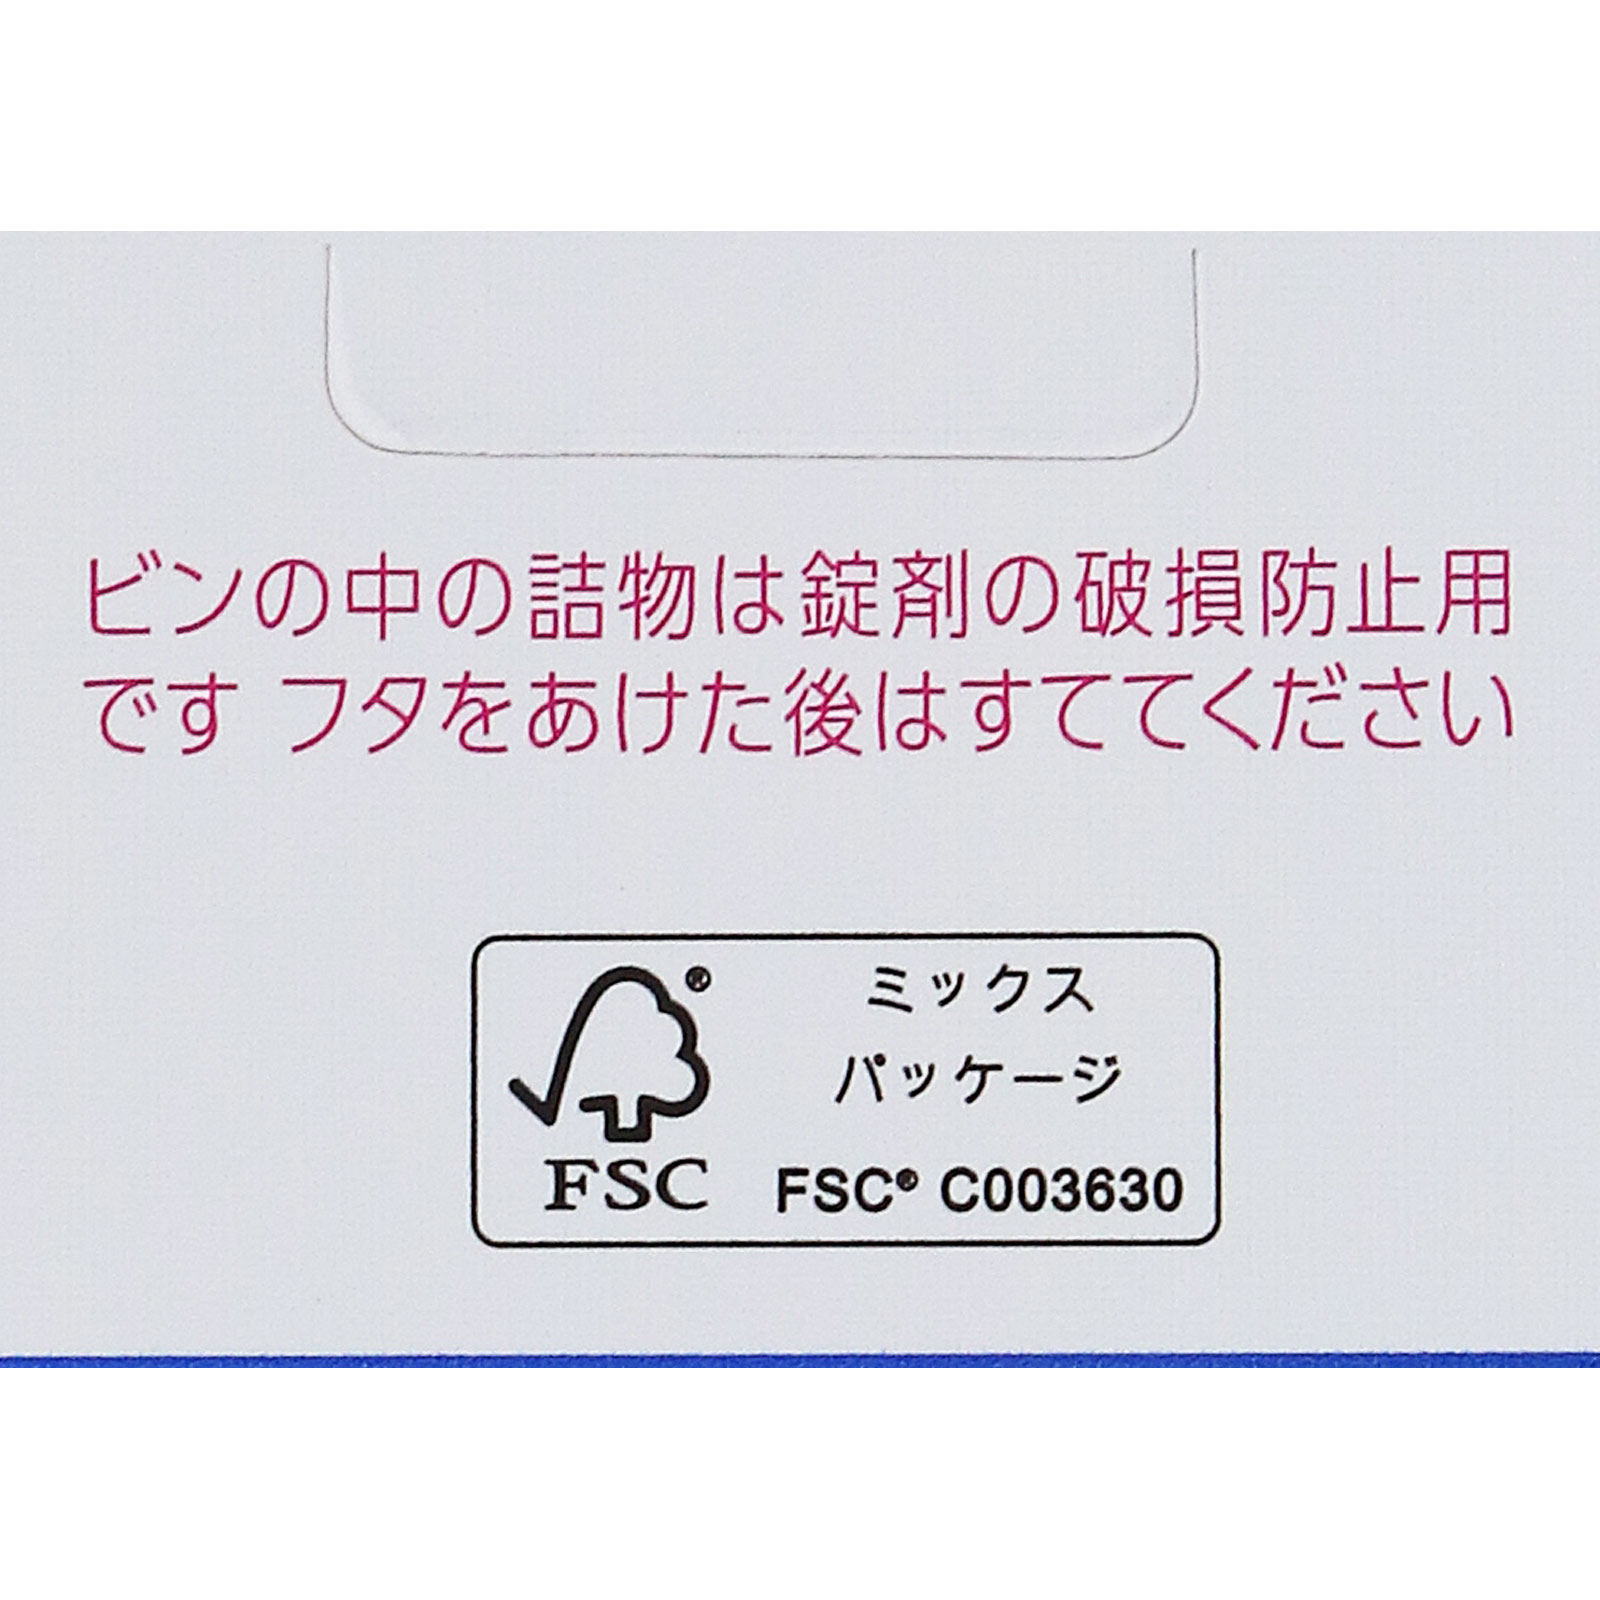 ビンの中の詰物は錠剤の破損防止用
です フタをあけた後はすててください
®
ミックス
パッケージ
FSC
FSC® C003630